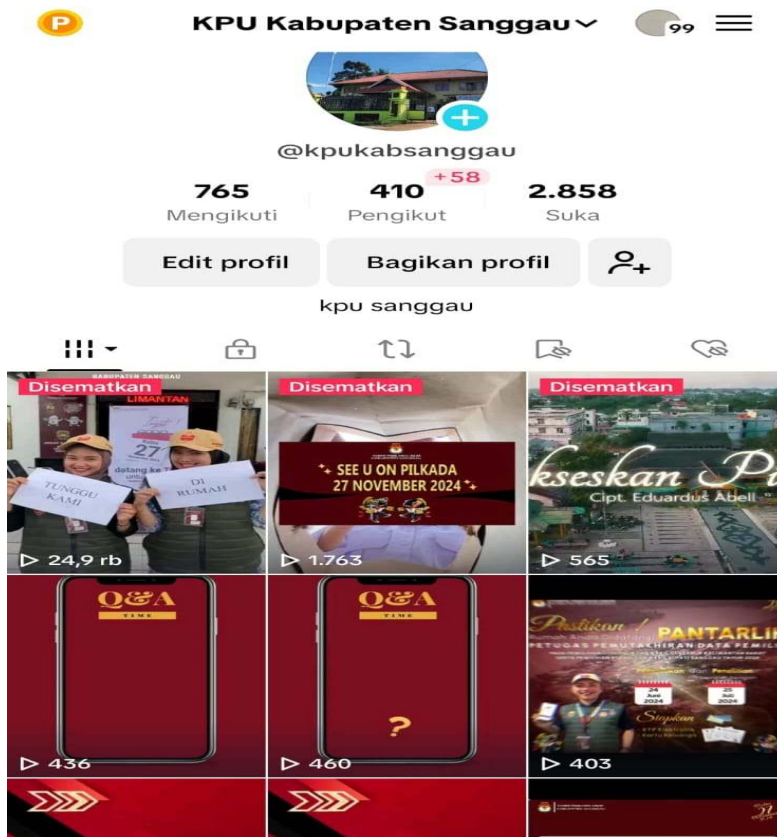 P
KPU Kabupaten Sanggau
99
@kpukabsanggau
+58
765
410
2.858
Mengikuti
Pengikut
Suka
Edit profil
Bagikan profil
kpu sanggau
Disematkan
KABUPATEN SANGGAU
LIMANTAN
27
datang ke
TUNGGU
KAMI
DI
RUMAH
24,9 rb
Disematkan
SEE U ON PILKADA
27 NOVEMBER 2024
1.763
Disematkan
kseskan Pi
Cipt. Eduardus Abell
565
Q&A
TIME
436
Q&A
TIME
?
460
Pastikan !
Rumah Anda Didatangi
PANTARLI
PETUGAS PEMUTAKHIRAN DATA PEMILI
24
Juni
2024
25
Juli
2024
Siapkan
403